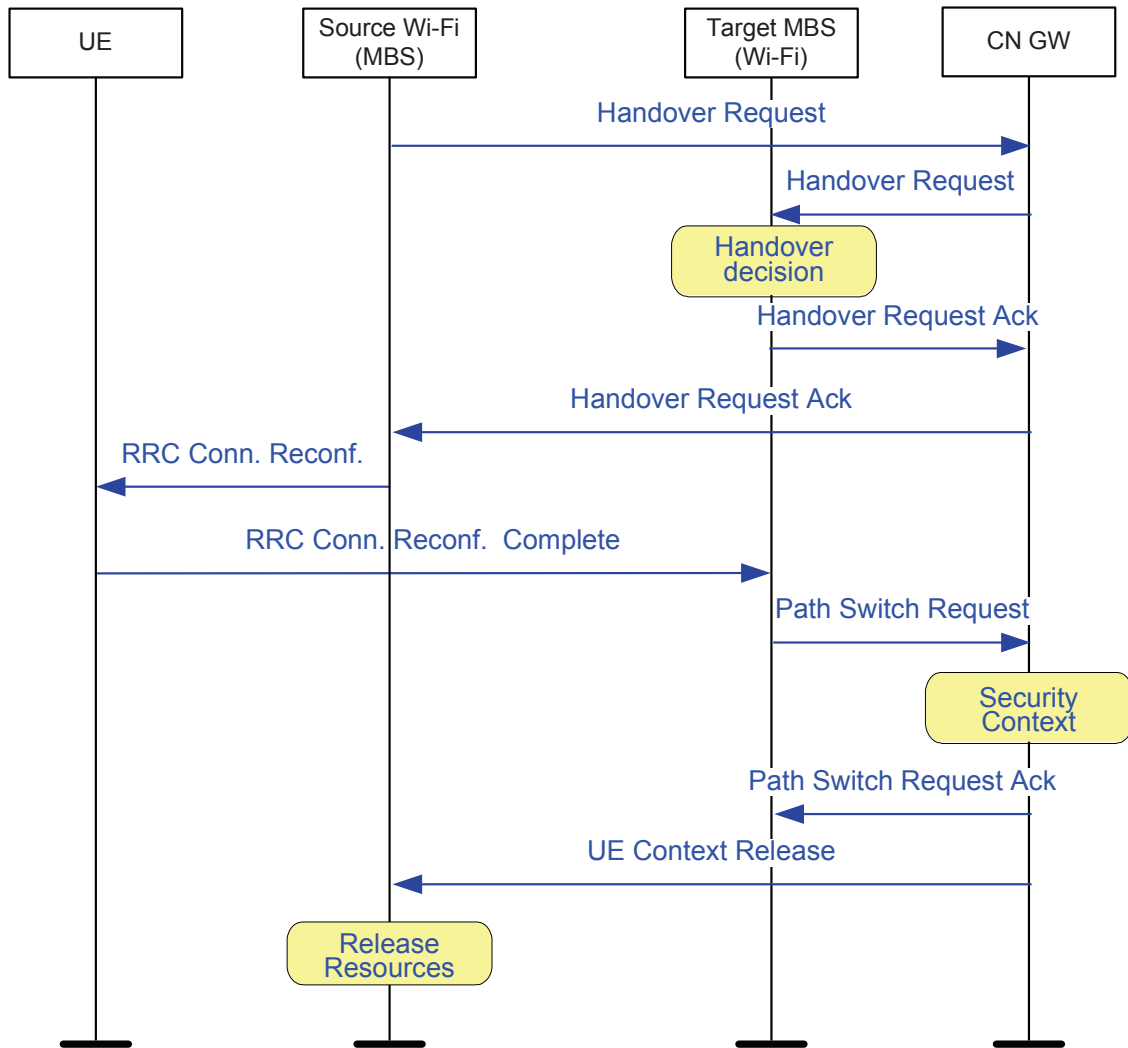 UE
Source Wi-Fi
(MBS)
Target MBS
(Wi-Fi)
CN GW
Handover Request
Handover Request
Handover
decision
Handover Request Ack
Handover Request Ack
RRC Conn. Reconf.
RRC Conn. Reconf. Complete
Path Switch Request
Security
Context
Path Switch Request Ack
UE Context Release
Release
Resources